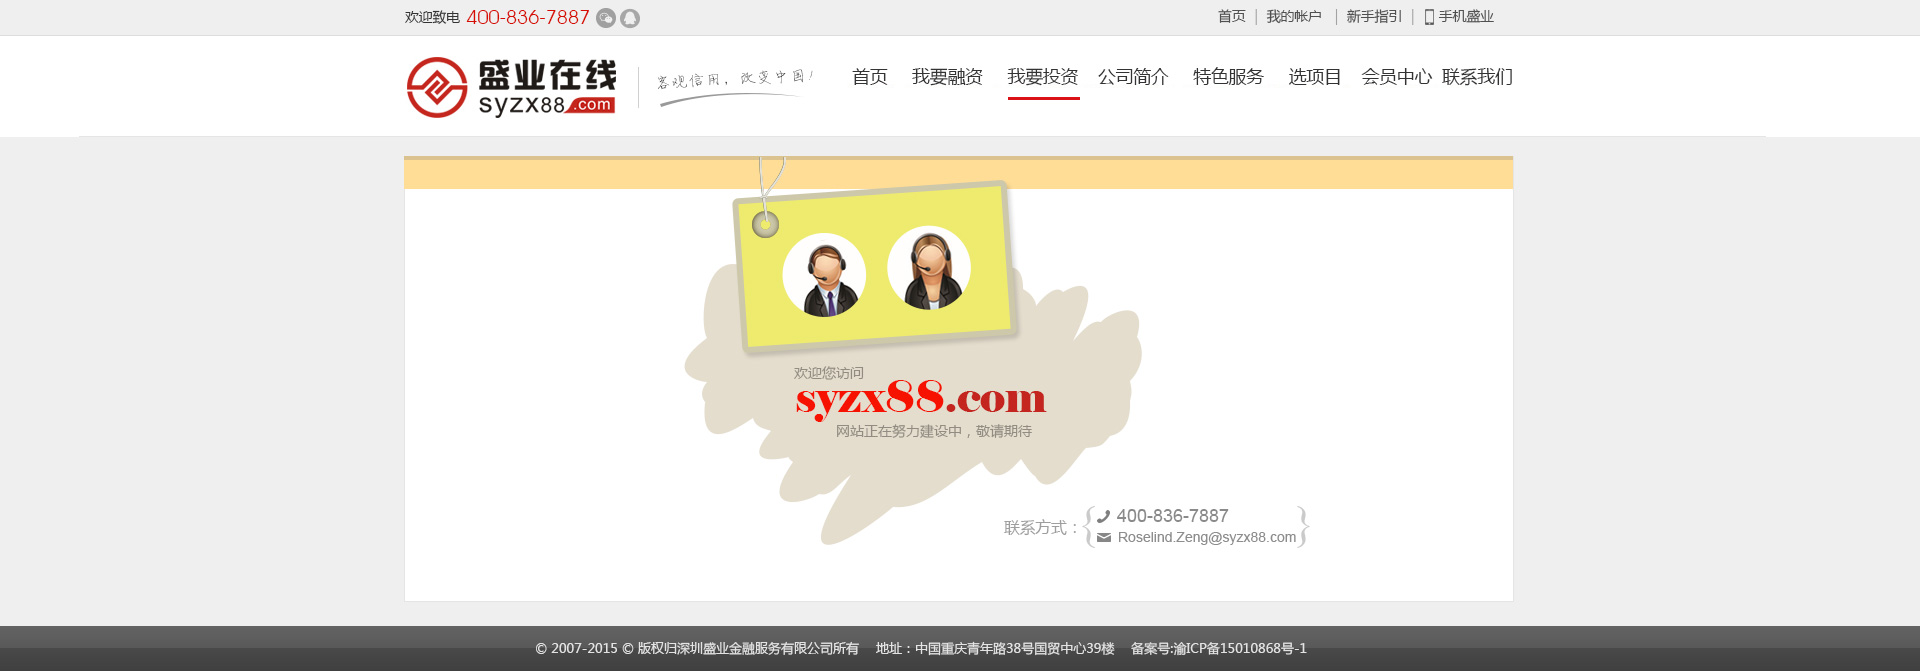 欢迎致电 400-836-7887 首页 | 我的帐户 | 新手指引 | 手机盛业
盛业在线
syzx88.com
客观信用，改变中国！
首页 我要融资 我要投资 公司简介 特色服务 选项目 会员中心 联系我们
欢迎您访问
syzx88.com
网站正在努力建设中，敬请期待
联系方式：
400-836-7887
Roselind.Zeng@syzx88.com
© 2007-2015 © 版权归深圳盛业金融服务有限公司所有 地址：中国重庆青年路38号国贸中心39楼 备案号:渝ICP备15010868号-1